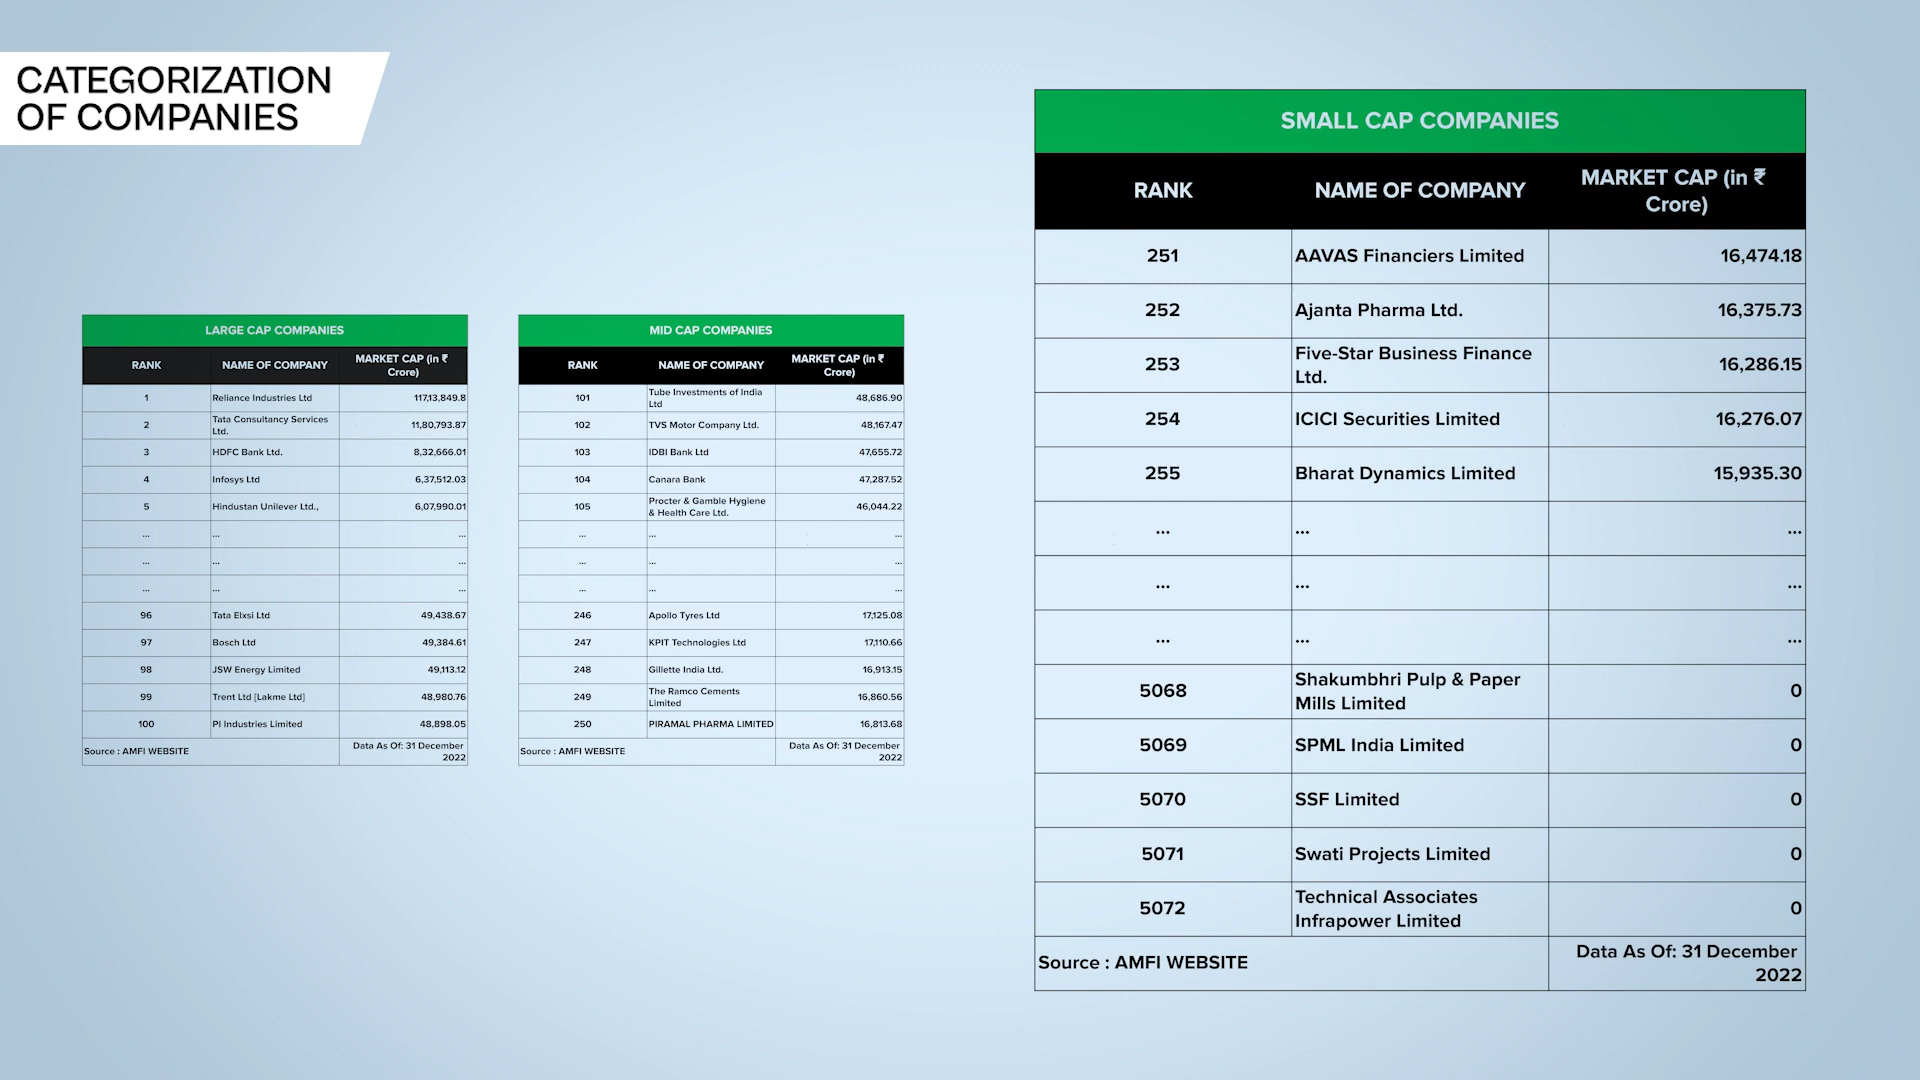 CATEGORIZATION
OF COMPANIES
LARGE CAP COMPANIES
RANK NAME OF COMPANY MARKET CAP (in ₹
Crore)
1 Reliance Industries Ltd 117,13,849.8
2 Tata Consultancy Services
Ltd. 11,80,793.87
3 HDFC Bank Ltd. 8,32,666.01
4 Infosys Ltd 6,37,512.03
5 Hindustan Unilever Ltd., 6,07,990.01
... ... ...
... ... ...
... ... ...
96 Tata Elxsi Ltd 49,438.67
97 Bosch Ltd 49,384.61
98 JSW Energy Limited 49,113.12
99 Trent Ltd [Lakme Ltd] 48,980.76
100 PI Industries Limited 48,898.05
Source : AMFI WEBSITE Data As Of: 31 December
2022
MID CAP COMPANIES
RANK NAME OF COMPANY MARKET CAP (in ₹
Crore)
101 Tube Investments of India
Ltd 48,686.90
102 TVS Motor Company Ltd. 48,167.47
103 IDBI Bank Ltd 47,655.72
104 Canara Bank 47,287.52
105 Procter & Gamble Hygiene
& Health Care Ltd. 46,044.22
... ... ...
... ... ...
... ... ...
246 Apollo Tyres Ltd 17,125.08
247 KPIT Technologies Ltd 17,110.66
248 Gillette India Ltd. 16,913.15
249 The Ramco Cements
Limited 16,860.56
250 PIRAMAL PHARMA LIMITED 16,813.68
Source : AMFI WEBSITE Data As Of: 31 December
2022
SMALL CAP COMPANIES
RANK NAME OF COMPANY MARKET CAP (in ₹
Crore)
251 AAVAS Financiers Limited 16,474.18
252 Ajanta Pharma Ltd. 16,375.73
253 Five-Star Business Finance
Ltd. 16,286.15
254 ICICI Securities Limited 16,276.07
255 Bharat Dynamics Limited 15,935.30
... ... ...
... ... ...
... ... ...
5068 Shakumbhri Pulp & Paper
Mills Limited 0
5069 SPML India Limited 0
5070 SSF Limited 0
5071 Swati Projects Limited 0
5072 Technical Associates
Infrapower Limited 0
Source : AMFI WEBSITE Data As Of: 31 December
2022